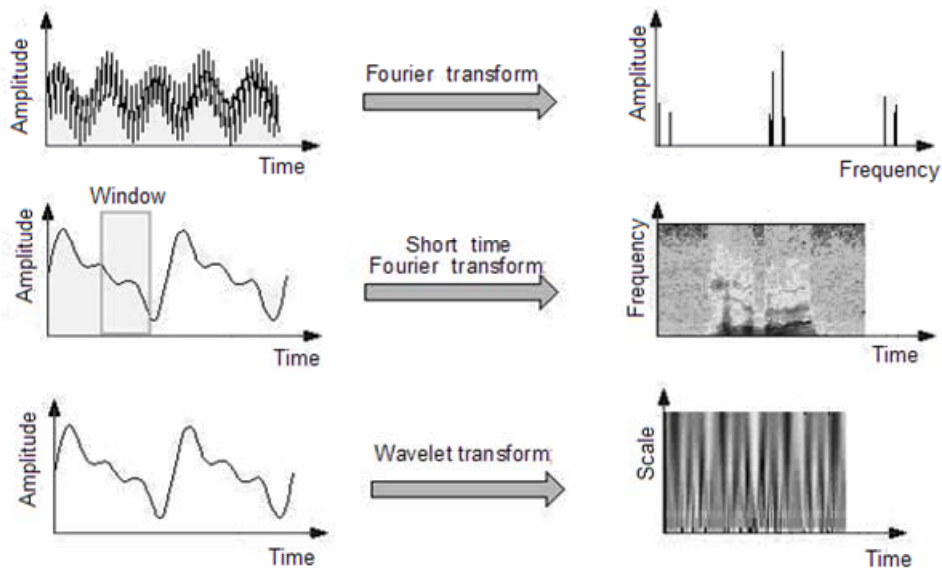 Amplitude
Time
Fourier transform
Amplitude
Frequency
Window
Amplitude
Time
Short time
Fourier transform
Frequency
Time
Amplitude
Time
Wavelet transform
Scale
Time